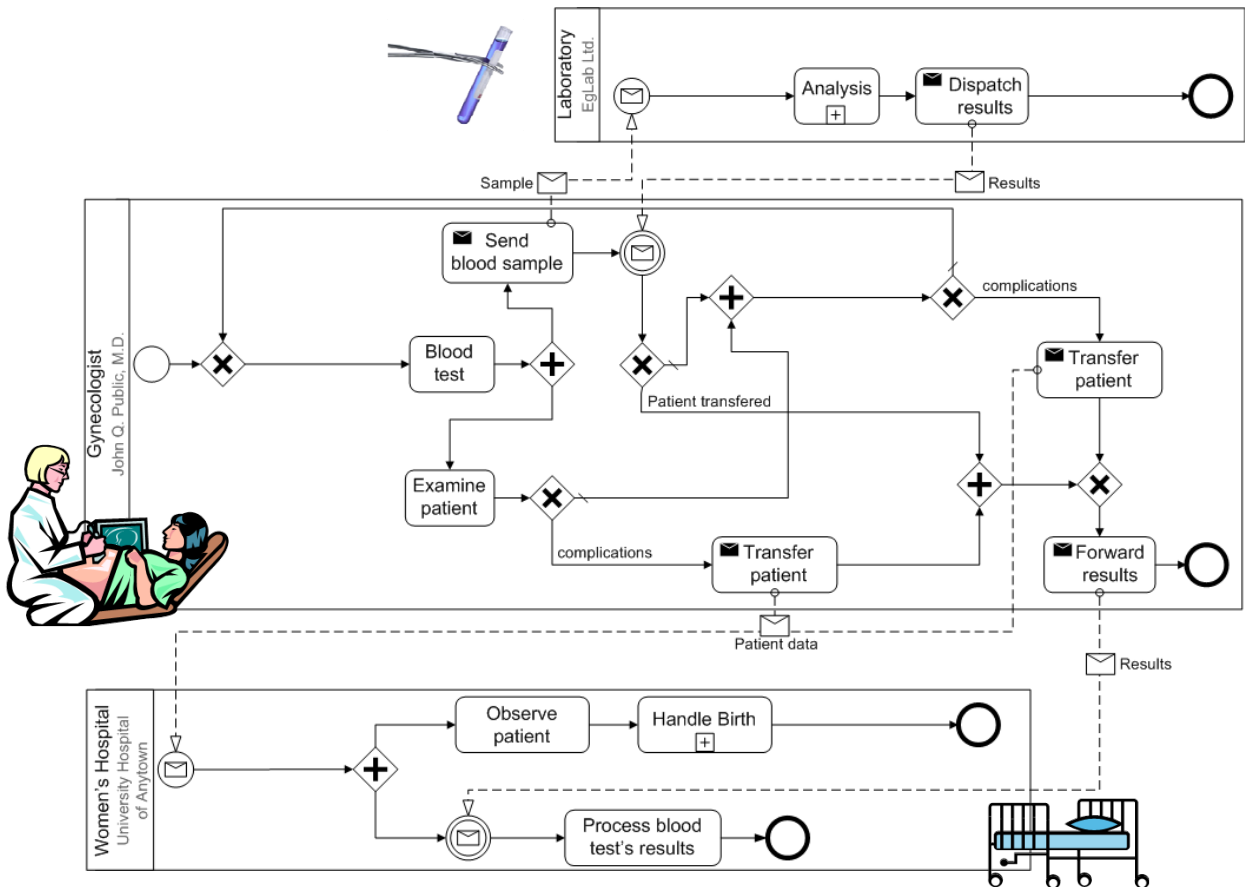 Laboratory
EgLab Ltd.
Analysis
Dispatch
results
Sample
Results
Gynecologist
John Q. Public, M.D.
Send
blood sample
complications
Blood
test
Transfer
patient
Patient transfered
Examine
patient
complications
Transfer
patient
Forward
results
Patient data
Results
Women's Hospital
University Hospital
of Anytown
Observe
patient
Handle Birth
Process blood
test's results